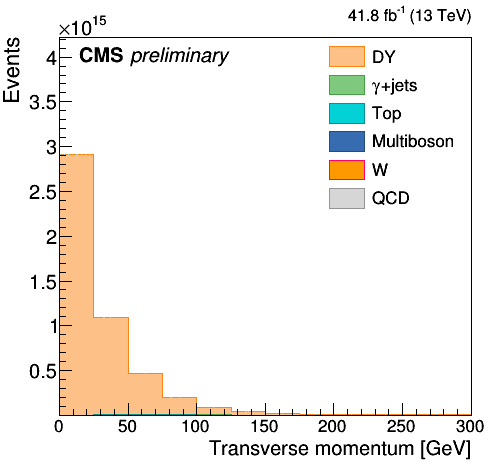 41.8 fb⁻¹ (13 TeV)
×10¹⁵
CMS preliminary
Events
4
3.5
3
2.5
2
1.5
1
0.5
DY
γ+jets
Top
Multiboson
W
QCD
0 50 100 150 200 250 300
Transverse momentum [GeV]